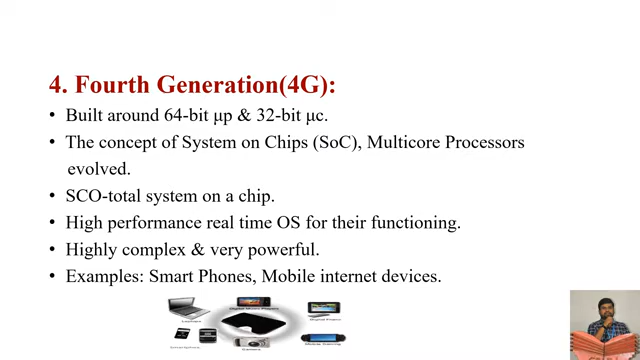 4. Fourth Generation(4G):
• Built around 64-bit μp & 32-bit μc.
• The concept of System on Chips (SoC), Multicore Processors
evolved.
• SCO-total system on a chip.
• High performance real time OS for their functioning.
• Highly complex & very powerful.
• Examples: Smart Phones, Mobile internet devices.